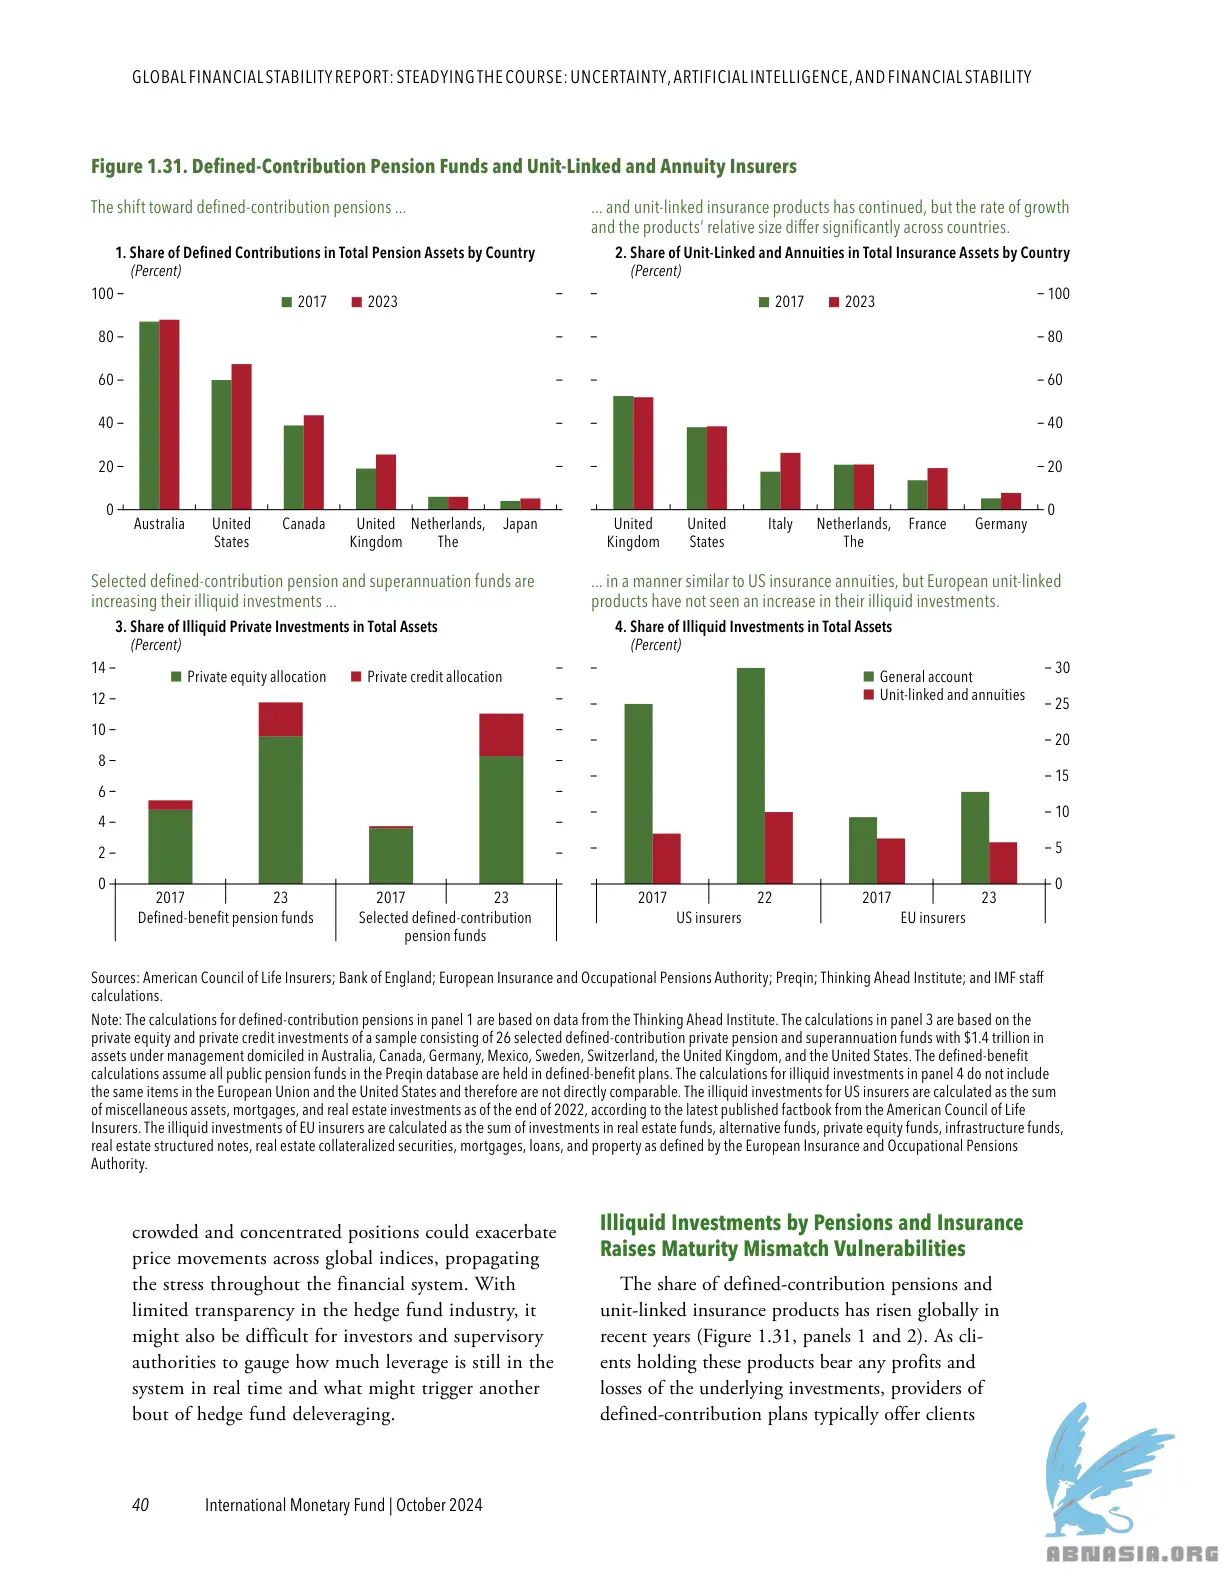 GLOBAL FINANCIAL STABILITY REPORT: STEADYING THE COURSE: UNCERTAINTY, ARTIFICIAL INTELLIGENCE, AND FINANCIAL STABILITY
Figure 1.31. Defined-Contribution Pension Funds and Unit-Linked and Annuity Insurers
The shift toward defined-contribution pensions ...
1. Share of Defined Contributions in Total Pension Assets by Country
(Percent)
2017 2023
100
80
60
40
20
0
Australia United States Canada United Kingdom Netherlands, The Japan
... and unit-linked insurance products has continued, but the rate of growth
and the products' relative size differ significantly across countries.
2. Share of Unit-Linked and Annuities in Total Insurance Assets by Country
(Percent)
2017 2023
100
80
60
40
20
0
United Kingdom United States Italy Netherlands, The France Germany
Selected defined-contribution pension and superannuation funds are
increasing their illiquid investments ...
3. Share of Illiquid Private Investments in Total Assets
(Percent)
Private equity allocation Private credit allocation
14
12
10
8
6
4
2
0
2017 23 2017 23
Defined-benefit pension funds Selected defined-contribution
pension funds
... in a manner similar to US insurance annuities, but European unit-linked
products have not seen an increase in their illiquid investments.
4. Share of Illiquid Investments in Total Assets
(Percent)
General account
Unit-linked and annuities
30
25
20
15
10
5
0
2017 22 2017 23
US insurers EU insurers
Sources: American Council of Life Insurers; Bank of England; European Insurance and Occupational Pensions Authority; Preqin; Thinking Ahead Institute; and IMF staff
calculations.
Note: The calculations for defined-contribution pensions in panel 1 are based on data from the Thinking Ahead Institute. The calculations in panel 3 are based on the
private equity and private credit investments of a sample consisting of 26 selected defined-contribution private pension and superannuation funds with $1.4 trillion in
assets under management domiciled in Australia, Canada, Germany, Mexico, Sweden, Switzerland, the United Kingdom, and the United States. The defined-benefit
calculations assume all public pension funds in the Preqin database are held in defined-benefit plans. The calculations for illiquid investments in panel 4 do not include
the same items in the European Union and the United States and therefore are not directly comparable. The illiquid investments for US insurers are calculated as the sum
of miscellaneous assets, mortgages, and real estate investments as of the end of 2022, according to the latest published factbook from the American Council of Life
Insurers. The illiquid investments of EU insurers are calculated as the sum of investments in real estate funds, alternative funds, private equity funds, infrastructure funds,
real estate structured notes, real estate collateralized securities, mortgages, loans, and property as defined by the European Insurance and Occupational Pensions
Authority.
crowded and concentrated positions could exacerbate
price movements across global indices, propagating
the stress throughout the financial system. With
limited transparency in the hedge fund industry, it
might also be difficult for investors and supervisory
authorities to gauge how much leverage is still in the
system in real time and what might trigger another
bout of hedge fund deleveraging.
Illiquid Investments by Pensions and Insurance
Raises Maturity Mismatch Vulnerabilities
The share of defined-contribution pensions and
unit-linked insurance products has risen globally in
recent years (Figure 1.31, panels 1 and 2). As cli-
ents holding these products bear any profits and
losses of the underlying investments, providers of
defined-contribution plans typically offer clients
40 International Monetary Fund | October 2024
ABNASIA.ORG